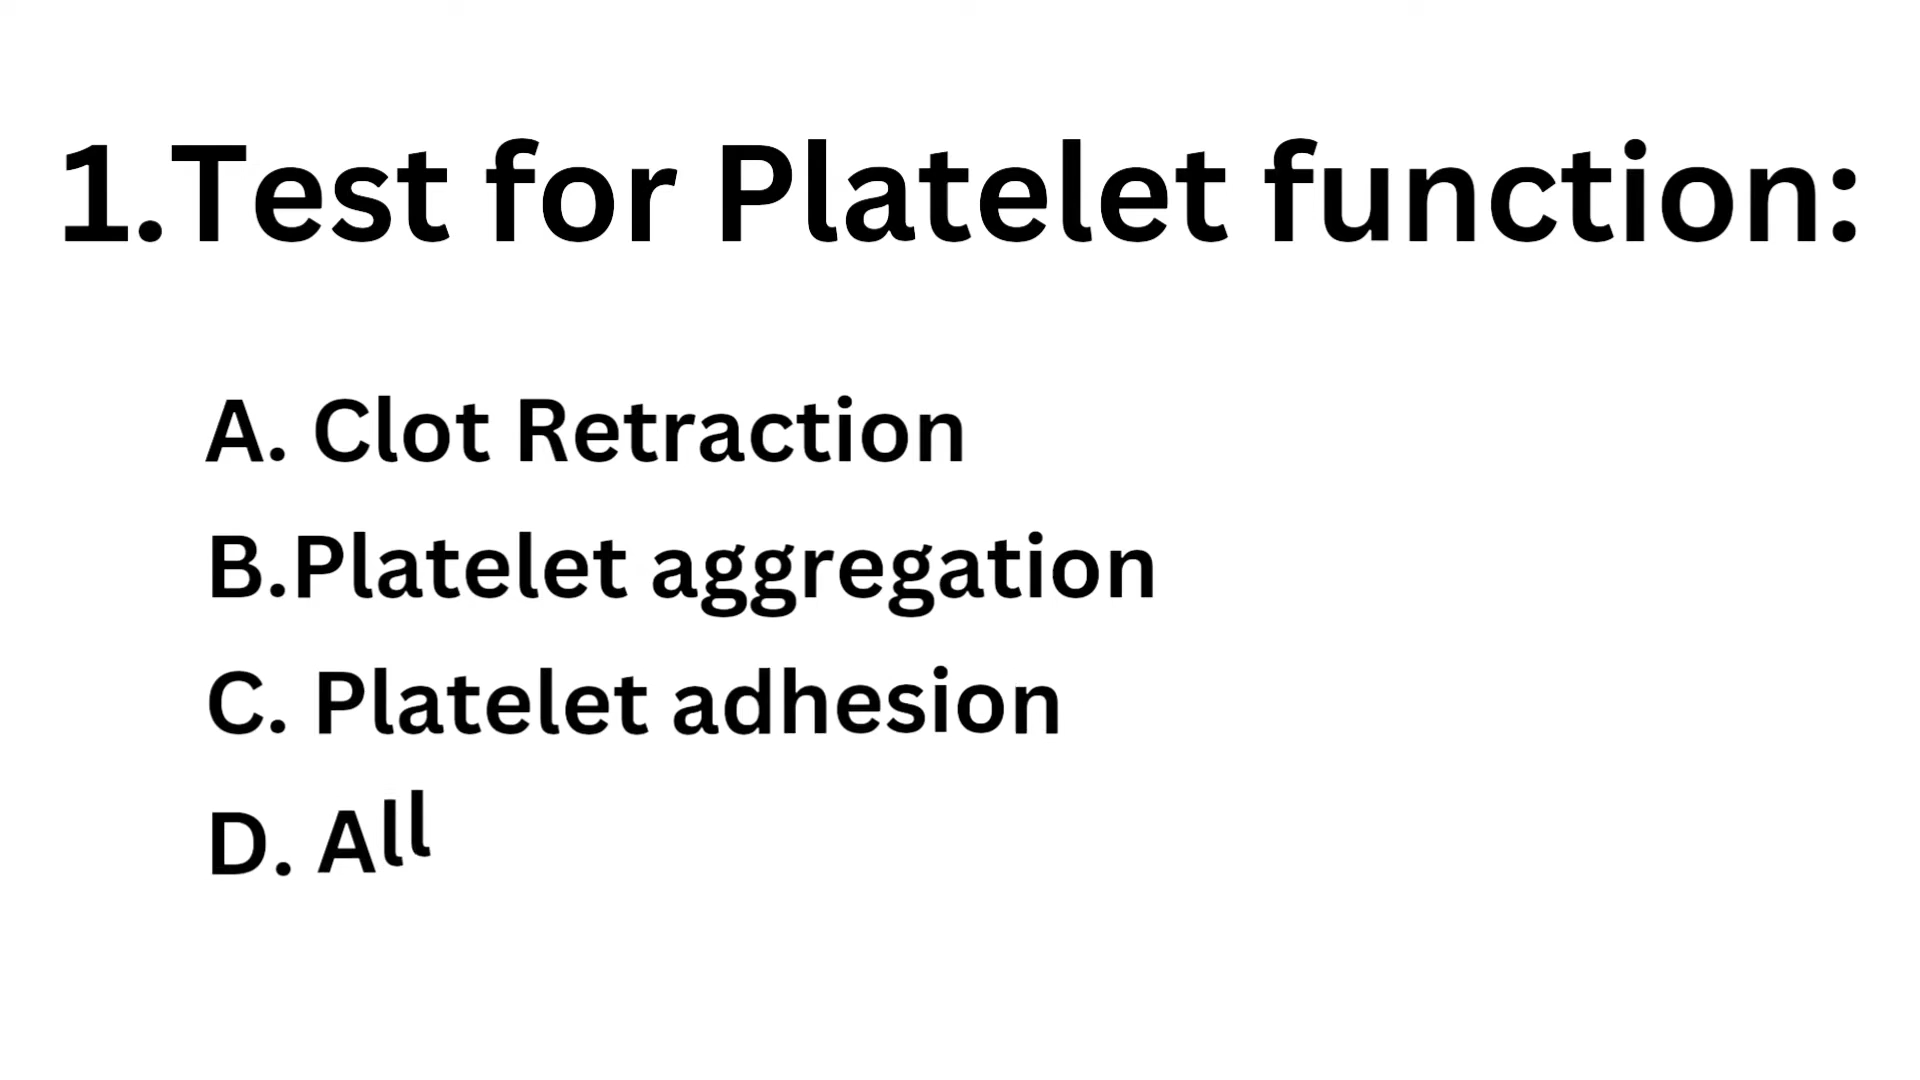 1.Test for Platelet function:
A. Clot Retraction
B.Platelet aggregation
C. Platelet adhesion
D. All